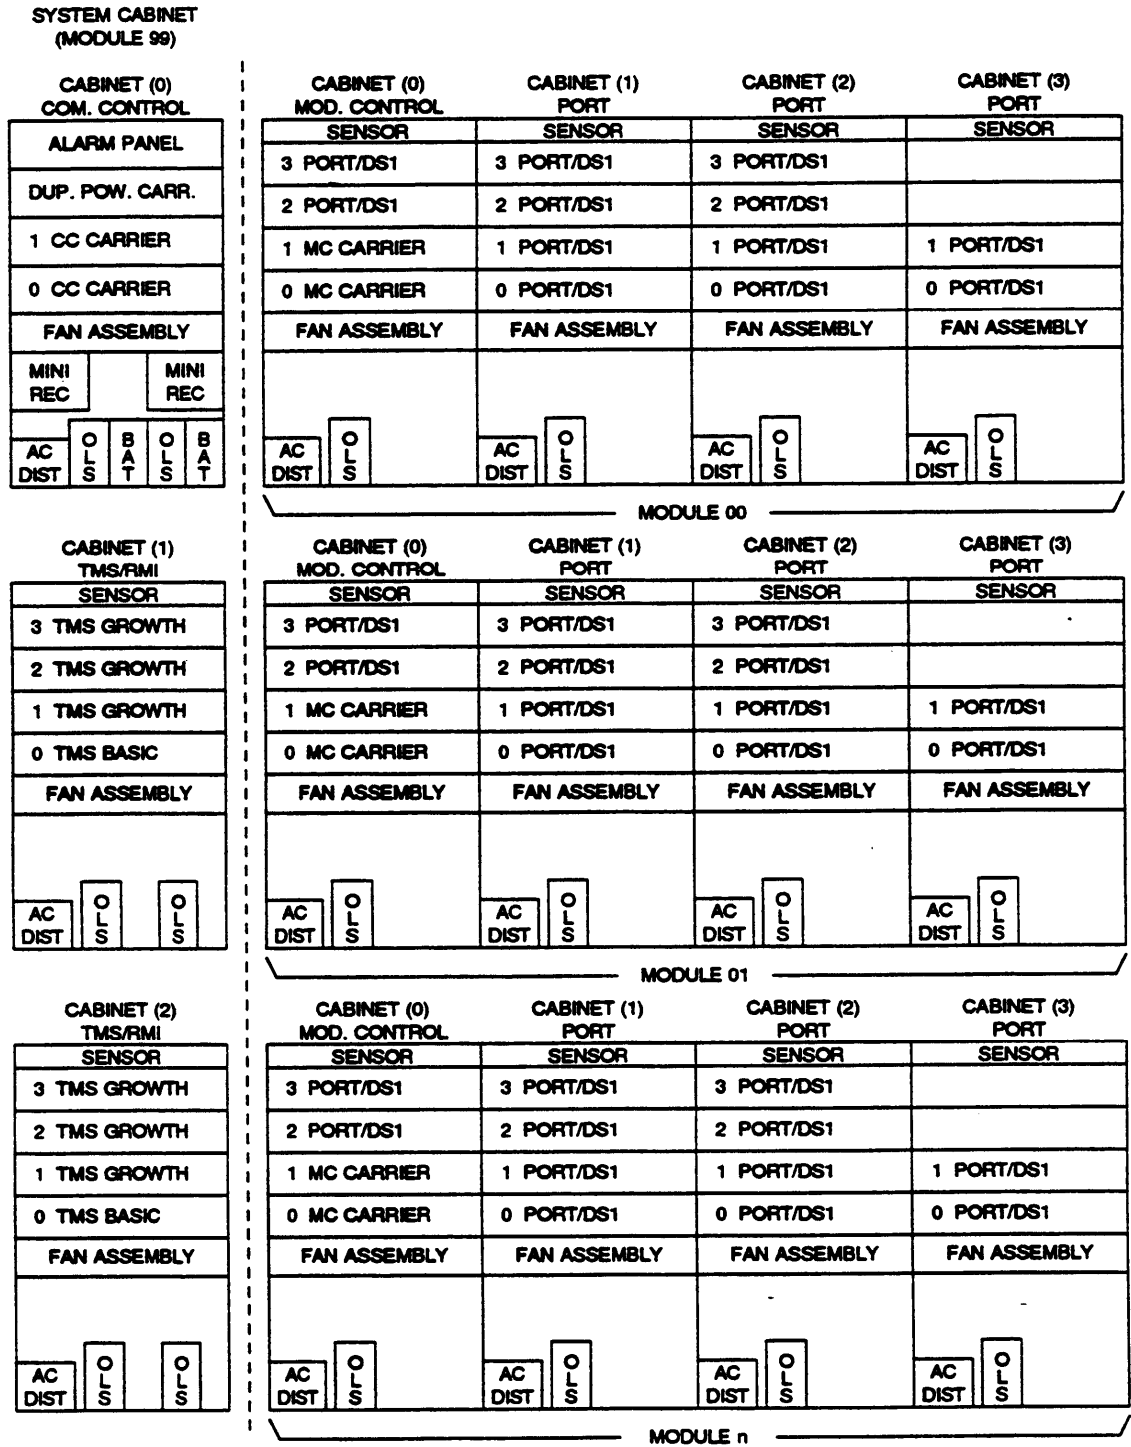 SYSTEM CABINET
(MODULE 99)
CABINET (0)
COM. CONTROL
ALARM PANEL
DUP. POW. CARR.
1 CC CARRIER
0 CC CARRIER
FAN ASSEMBLY
MINI REC
MINI REC
AC DIST
OLS
BAT
OLS
BAT
CABINET (0) CABINET (1) CABINET (2) CABINET (3)
MOD. CONTROL PORT PORT PORT
SENSOR SENSOR SENSOR SENSOR
3 PORT/DS1 3 PORT/DS1 3 PORT/DS1
2 PORT/DS1 2 PORT/DS1 2 PORT/DS1
1 MC CARRIER 1 PORT/DS1 1 PORT/DS1 1 PORT/DS1
0 MC CARRIER 0 PORT/DS1 0 PORT/DS1 0 PORT/DS1
FAN ASSEMBLY FAN ASSEMBLY FAN ASSEMBLY FAN ASSEMBLY
AC DIST OLS AC DIST OLS AC DIST OLS AC DIST OLS
MODULE 00
CABINET (1)
TMS/RMI
SENSOR
3 TMS GROWTH
2 TMS GROWTH
1 TMS GROWTH
0 TMS BASIC
FAN ASSEMBLY
AC DIST OLS OLS
CABINET (0) CABINET (1) CABINET (2) CABINET (3)
MOD. CONTROL PORT PORT PORT
SENSOR SENSOR SENSOR SENSOR
3 PORT/DS1 3 PORT/DS1 3 PORT/DS1
2 PORT/DS1 2 PORT/DS1 2 PORT/DS1
1 MC CARRIER 1 PORT/DS1 1 PORT/DS1 1 PORT/DS1
0 MC CARRIER 0 PORT/DS1 0 PORT/DS1 0 PORT/DS1
FAN ASSEMBLY FAN ASSEMBLY FAN ASSEMBLY FAN ASSEMBLY
AC DIST OLS AC DIST OLS AC DIST OLS AC DIST OLS
MODULE 01
CABINET (2)
TMS/RMI
SENSOR
3 TMS GROWTH
2 TMS GROWTH
1 TMS GROWTH
0 TMS BASIC
FAN ASSEMBLY
AC DIST OLS OLS
CABINET (0) CABINET (1) CABINET (2) CABINET (3)
MOD. CONTROL PORT PORT PORT
SENSOR SENSOR SENSOR SENSOR
3 PORT/DS1 3 PORT/DS1 3 PORT/DS1
2 PORT/DS1 2 PORT/DS1 2 PORT/DS1
1 MC CARRIER 1 PORT/DS1 1 PORT/DS1 1 PORT/DS1
0 MC CARRIER 0 PORT/DS1 0 PORT/DS1 0 PORT/DS1
FAN ASSEMBLY FAN ASSEMBLY FAN ASSEMBLY FAN ASSEMBLY
AC DIST OLS AC DIST OLS AC DIST OLS AC DIST OLS
MODULE n